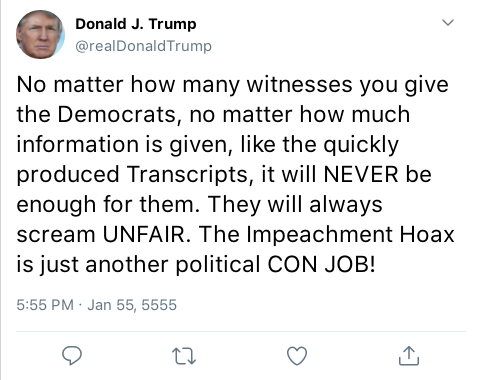 Donald J. Trump
@realDonaldTrump
No matter how many witnesses you give
the Democrats, no matter how much
information is given, like the quickly
produced Transcripts, it will NEVER be
enough for them. They will always
scream UNFAIR. The Impeachment Hoax
is just another political CON JOB!
5:55 PM · Jan 55, 5555